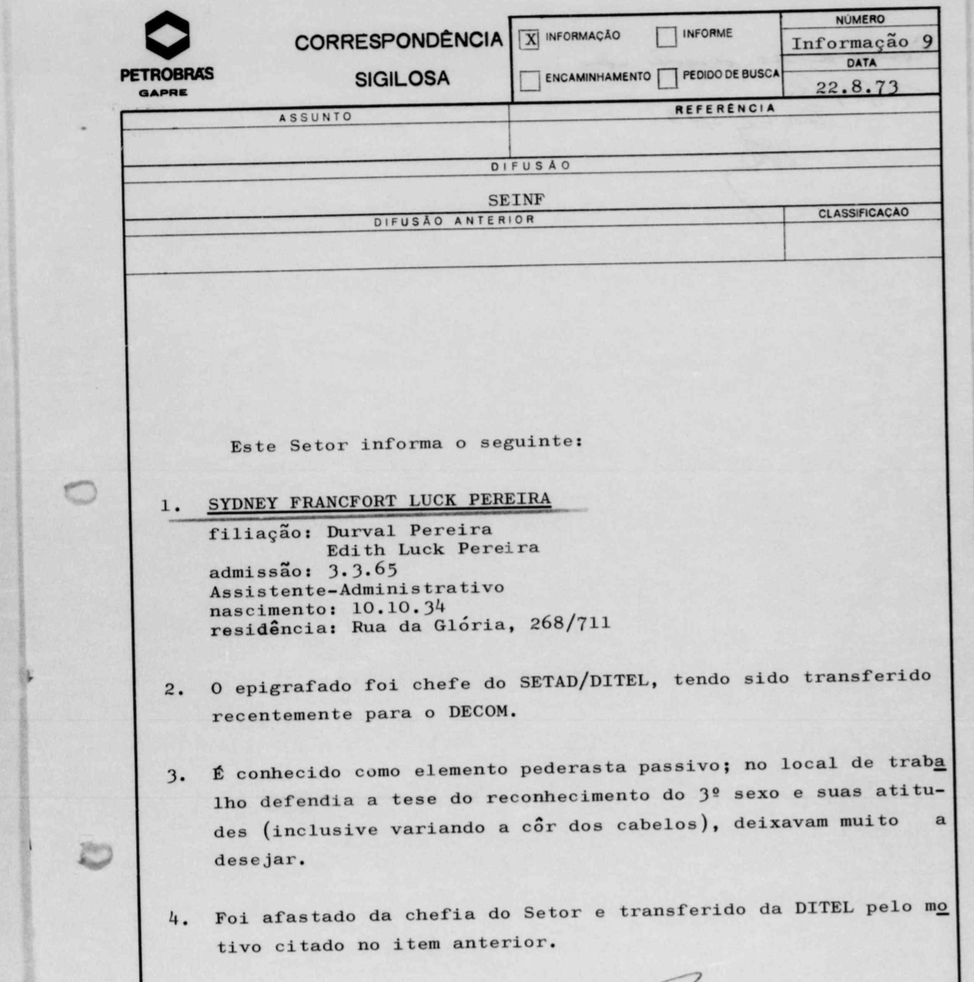 PETROBRÁS
GAPRE
CORRESPONDÊNCIA
SIGILOSA
X INFORMAÇÃO
INFORME
ENCAMINHAMENTO
PEDIDO DE BUSCA
NÚMERO
Informação 9
DATA
22.8.73
ASSUNTO
REFERÊNCIA
DIFUSÃO
SEINF
DIFUSÃO ANTERIOR
CLASSIFICAÇÃO
Este Setor informa o seguinte:
1. SYDNEY FRANCFORT LUCK PEREIRA
filiação: Durval Pereira
Edith Luck Pereira
admissão: 3.3.65
Assistente-Administrativo
nascimento: 10.10.34
residência: Rua da Glória, 268/711
2. O epigrafado foi chefe do SETAD/DITEL, tendo sido transferido
recentemente para o DECOM.
3. É conhecido como elemento pederasta passivo; no local de traba
lho defendia a tese do reconhecimento do 3º sexo e suas atitu-
des (inclusive variando a côr dos cabelos), deixavam muito a
desejar.
4. Foi afastado da chefia do Setor e transferido da DITEL pelo mo
tivo citado no item anterior.